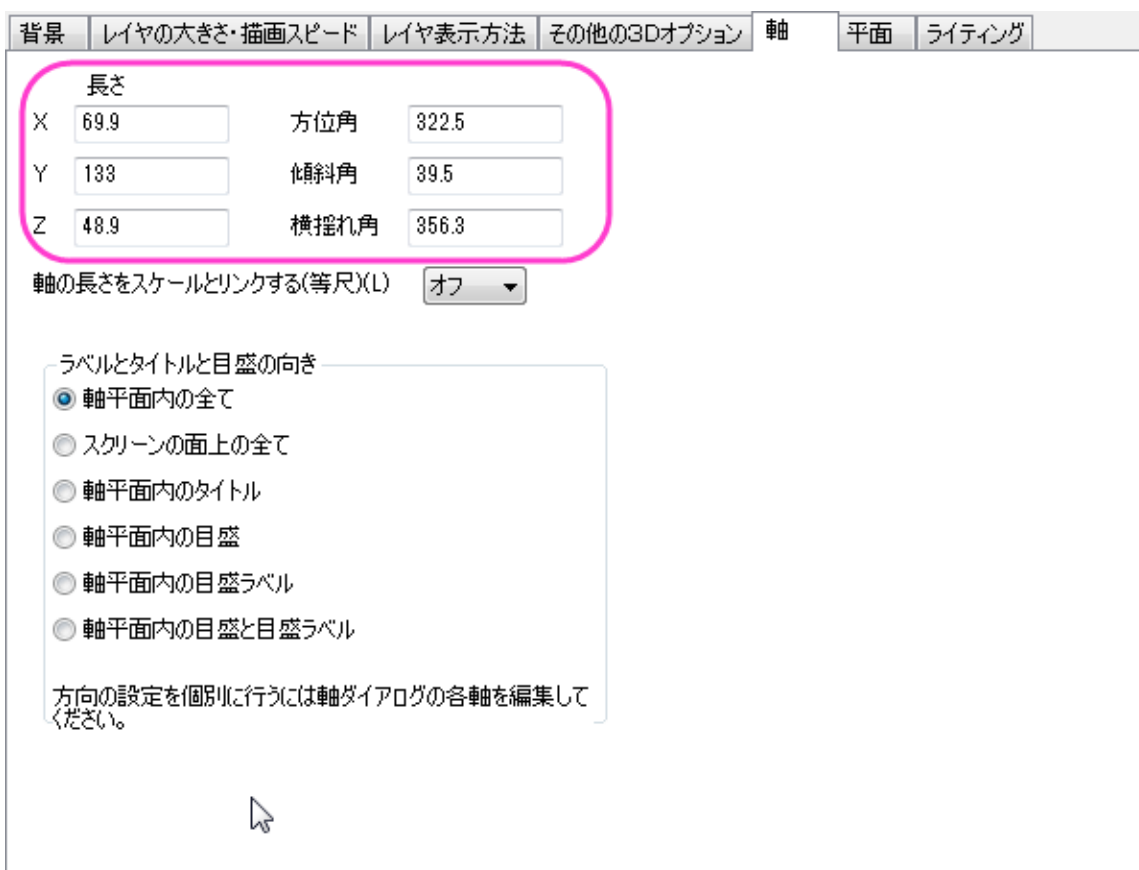 背景 レイヤの大きさ・描画スピード レイヤ表示方法 その他の3Dオプション 軸 平面 ライティング
長さ
X 69.9 方位角 322.5
Y 133 傾斜角 39.5
Z 48.9 横揺れ角 356.3
軸の長さをスケールとリンクする(等尺)(L) オフ
ラベルとタイトルと目盛の向き
軸平面内の全て
スクリーンの面上の全て
軸平面内のタイトル
軸平面内の目盛
軸平面内の目盛ラベル
軸平面内の目盛と目盛ラベル
方向の設定を個別に行うには軸ダイアログの各軸を編集して
ください。